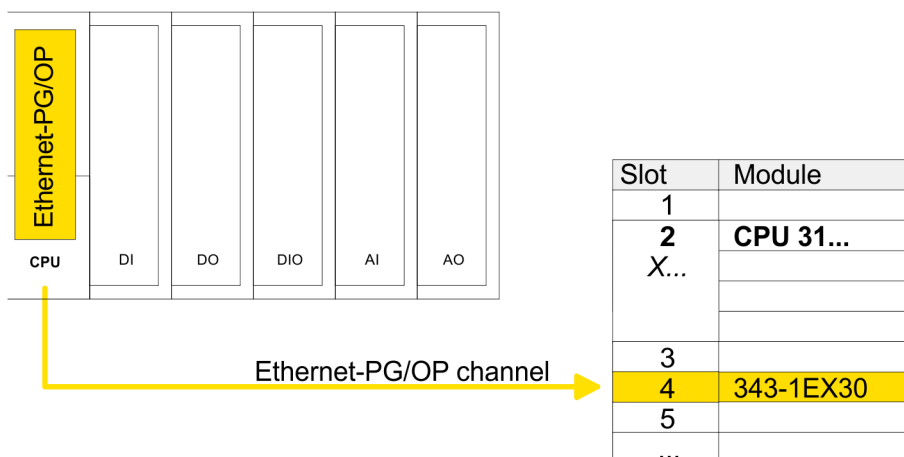 Ethernet-PG/OP
CPU
DI
DO
DIO
AI
AO
Ethernet-PG/OP channel
Slot Module
1
2 CPU 31...
X...
3
4 343-1EX30
5
...